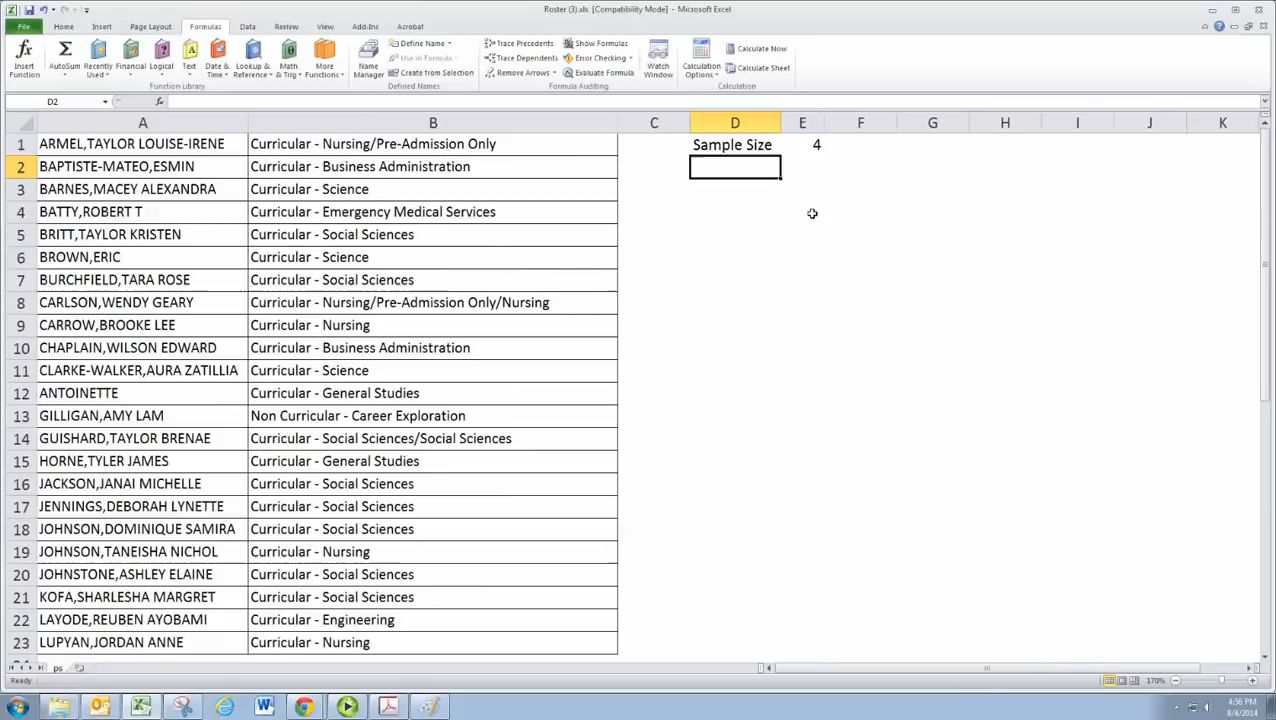 Roster (3).xls [Compatibility Mode] - Microsoft Excel
File Home Insert Page Layout Formulas Data Review View Add-Ins Acrobat
Insert Function
AutoSum
Recently Used
Financial
Logical
Text
Date & Time
Lookup & Reference
Math & Trig
More Functions
Function Library
Name Manager
Define Name
Use in Formula
Create from Selection
Defined Names
Trace Precedents
Trace Dependents
Remove Arrows
Show Formulas
Error Checking
Evaluate Formula
Formula Auditing
Watch Window
Calculation Options
Calculate Now
Calculate Sheet
Calculation
D2 fx
A B C D E F G H I J K
1 ARMEL,TAYLOR LOUISE-IRENE Curricular - Nursing/Pre-Admission Only Sample Size 4
2 BAPTISTE-MATEO,ESMIN Curricular - Business Administration
3 BARNES,MACEY ALEXANDRA Curricular - Science
4 BATTY,ROBERT T Curricular - Emergency Medical Services
5 BRITT,TAYLOR KRISTEN Curricular - Social Sciences
6 BROWN,ERIC Curricular - Science
7 BURCHFIELD,TARA ROSE Curricular - Social Sciences
8 CARLSON,WENDY GEARY Curricular - Nursing/Pre-Admission Only/Nursing
9 CARROW,BROOKE LEE Curricular - Nursing
10 CHAPLAIN,WILSON EDWARD Curricular - Business Administration
11 CLARKE-WALKER,AURA ZATILLIA Curricular - Science
12 ANTOINETTE Curricular - General Studies
13 GILLIGAN,AMY LAM Non Curricular - Career Exploration
14 GUISHARD,TAYLOR BRENAE Curricular - Social Sciences/Social Sciences
15 HORNE,TYLER JAMES Curricular - General Studies
16 JACKSON,JANAI MICHELLE Curricular - Social Sciences
17 JENNINGS,DEBORAH LYNETTE Curricular - Social Sciences
18 JOHNSON,DOMINIQUE SAMIRA Curricular - Social Sciences
19 JOHNSON,TANEISHA NICHOL Curricular - Nursing
20 JOHNSTONE,ASHLEY ELAINE Curricular - Social Sciences
21 KOFA,SHARLESHA MARGRET Curricular - Social Sciences
22 LAYODE,REUBEN AYOBAMI Curricular - Engineering
23 LUPYAN,JORDAN ANNE Curricular - Nursing
ps
Ready 170%
4:56 PM
8/4/2014